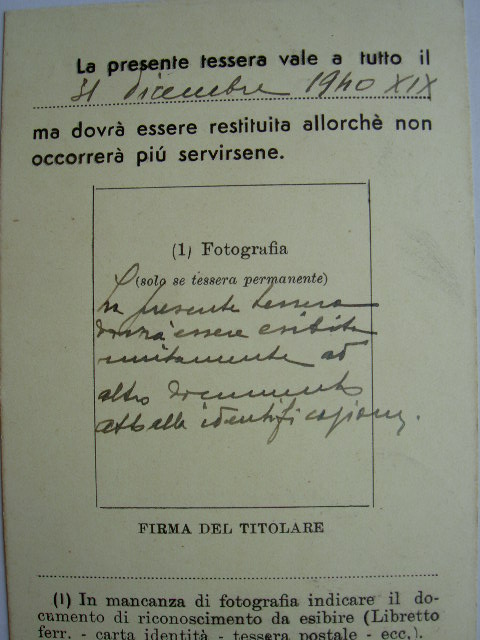 La presente tessera vale a tutto il
31 dicembre 1940 XIX
ma dovrà essere restituita allorchè non
occorrerà piú servirsene.
(1) Fotografia
(solo se tessera permanente)
La presente tessera
dovrà essere esibita
unitamente ad
altro documento
atto alla identificazione.
FIRMA DEL TITOLARE
(1) In mancanza di fotografia indicare il do-
cumento di riconoscimento da esibire (Libretto
ferr. - carta identità - tessera postale - ecc.).